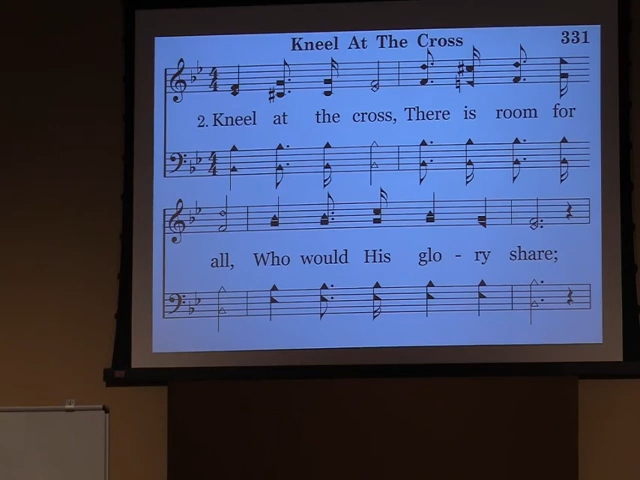 Kneel At The Cross 331
2. Kneel at the cross, There is room for
all, Who would His glo - ry share;